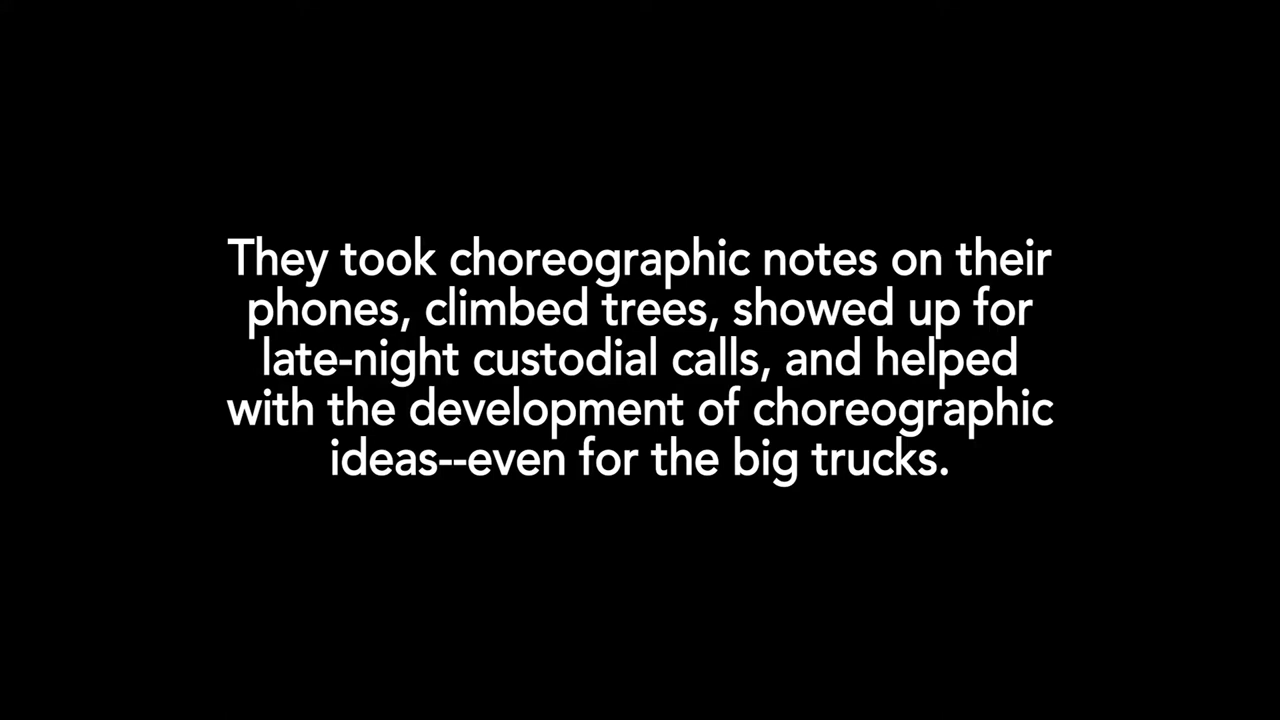 They took choreographic notes on their
phones, climbed trees, showed up for
late-night custodial calls, and helped
with the development of choreographic
ideas--even for the big trucks.